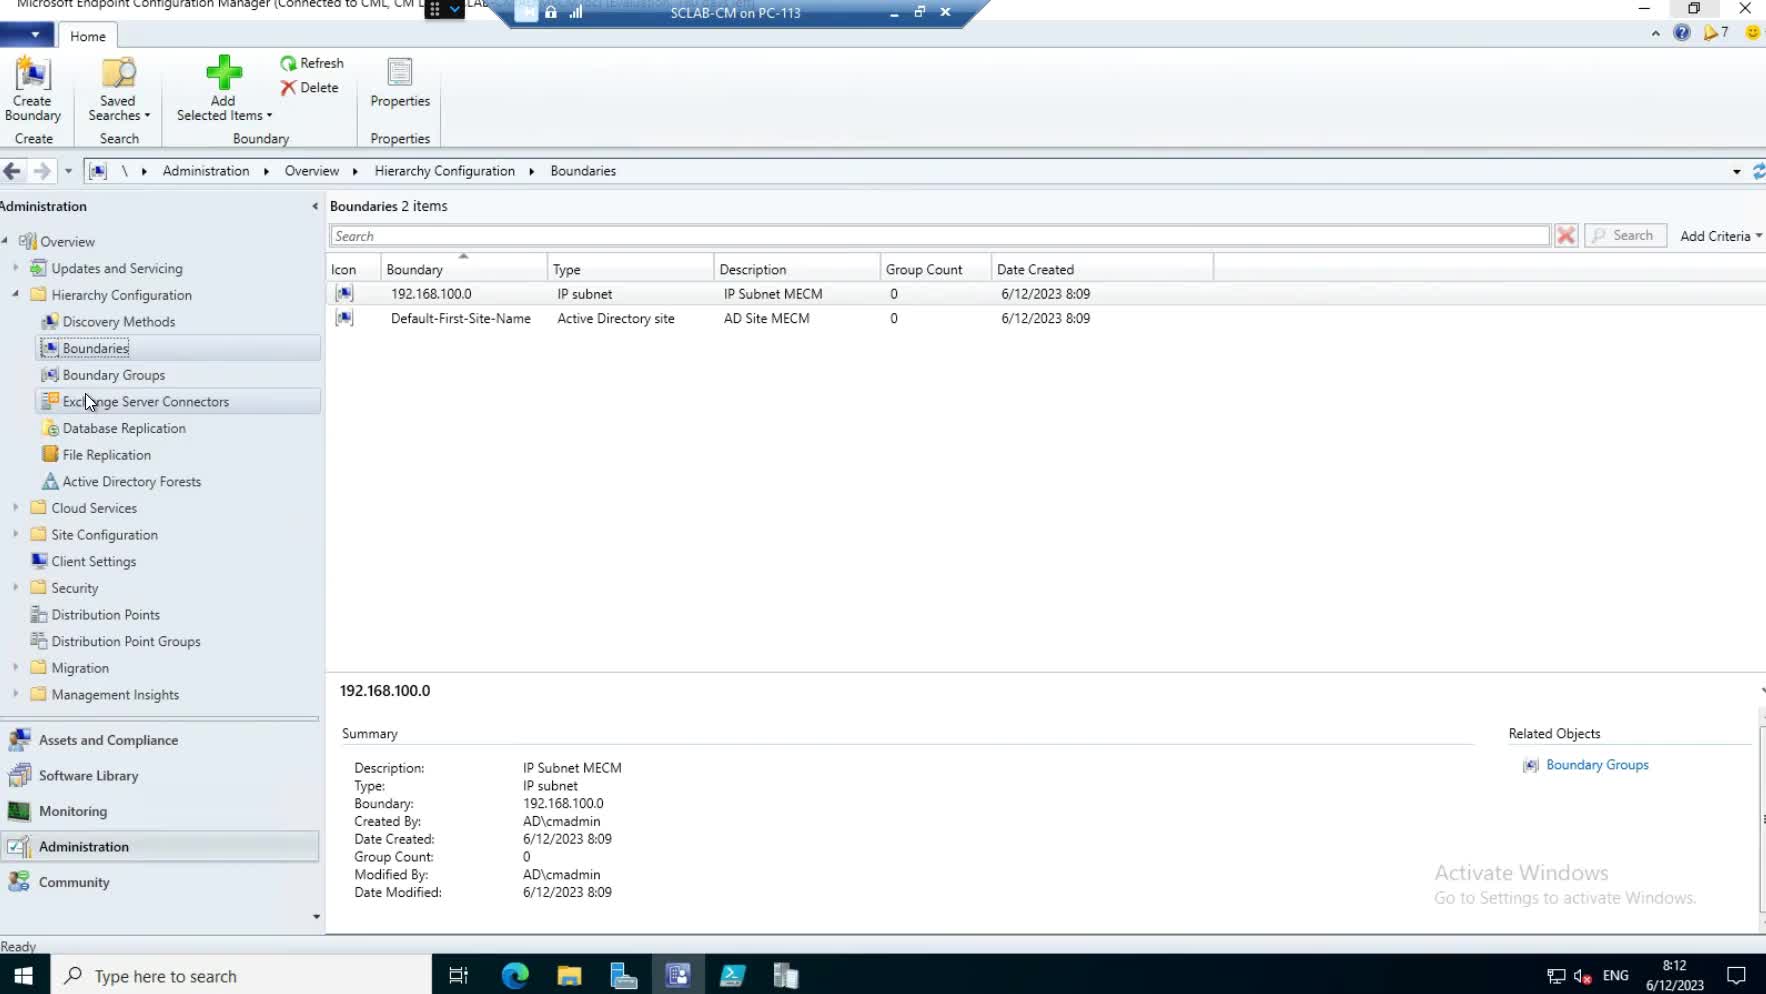 Microsoft Endpoint Configuration Manager (Connected to CML, CM
SCLAB-CM on PC-113
Home
7
Create Boundary
Saved Searches
Add Selected Items
Refresh
Delete
Properties
Create
Search
Boundary
Properties
\ Administration Overview Hierarchy Configuration Boundaries
Administration
Overview
Updates and Servicing
Hierarchy Configuration
Discovery Methods
Boundaries
Boundary Groups
Exchange Server Connectors
Database Replication
File Replication
Active Directory Forests
Cloud Services
Site Configuration
Client Settings
Security
Distribution Points
Distribution Point Groups
Migration
Management Insights
Assets and Compliance
Software Library
Monitoring
Administration
Community
Boundaries 2 items
Search
Search
Add Criteria
Icon Boundary Type Description Group Count Date Created
192.168.100.0 IP subnet IP Subnet MECM 0 6/12/2023 8:09
Default-First-Site-Name Active Directory site AD Site MECM 0 6/12/2023 8:09
192.168.100.0
Summary
Description: IP Subnet MECM
Type: IP subnet
Boundary: 192.168.100.0
Created By: AD\cmadmin
Date Created: 6/12/2023 8:09
Group Count: 0
Modified By: AD\cmadmin
Date Modified: 6/12/2023 8:09
Related Objects
Boundary Groups
Activate Windows
Go to Settings to activate Windows.
Ready
Type here to search
ENG
8:12
6/12/2023